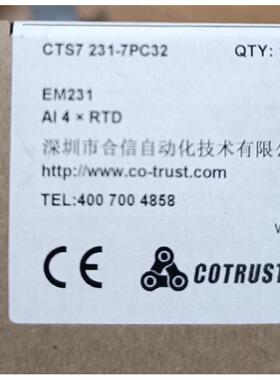 CTS7 231-7PC32 QTY:
EM231
AI 4 × RTD
深圳市合信自动化技术有限
http://www.co-trust.com
TEL:400 700 4858
CE COTRUST